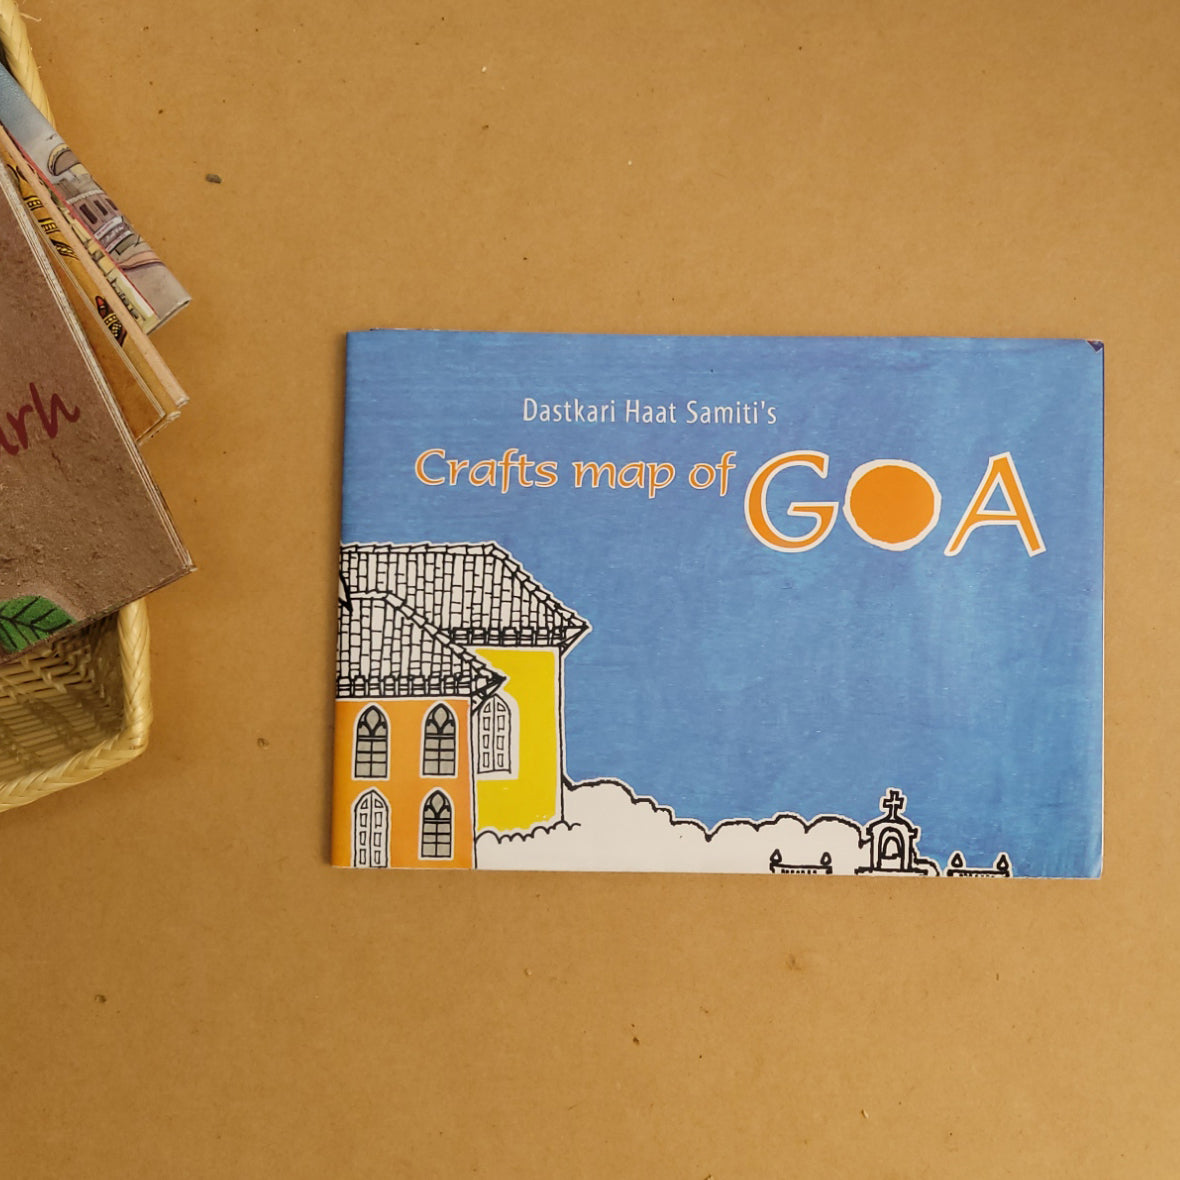 Dastkari Haat Samiti's
Crafts map of GOA